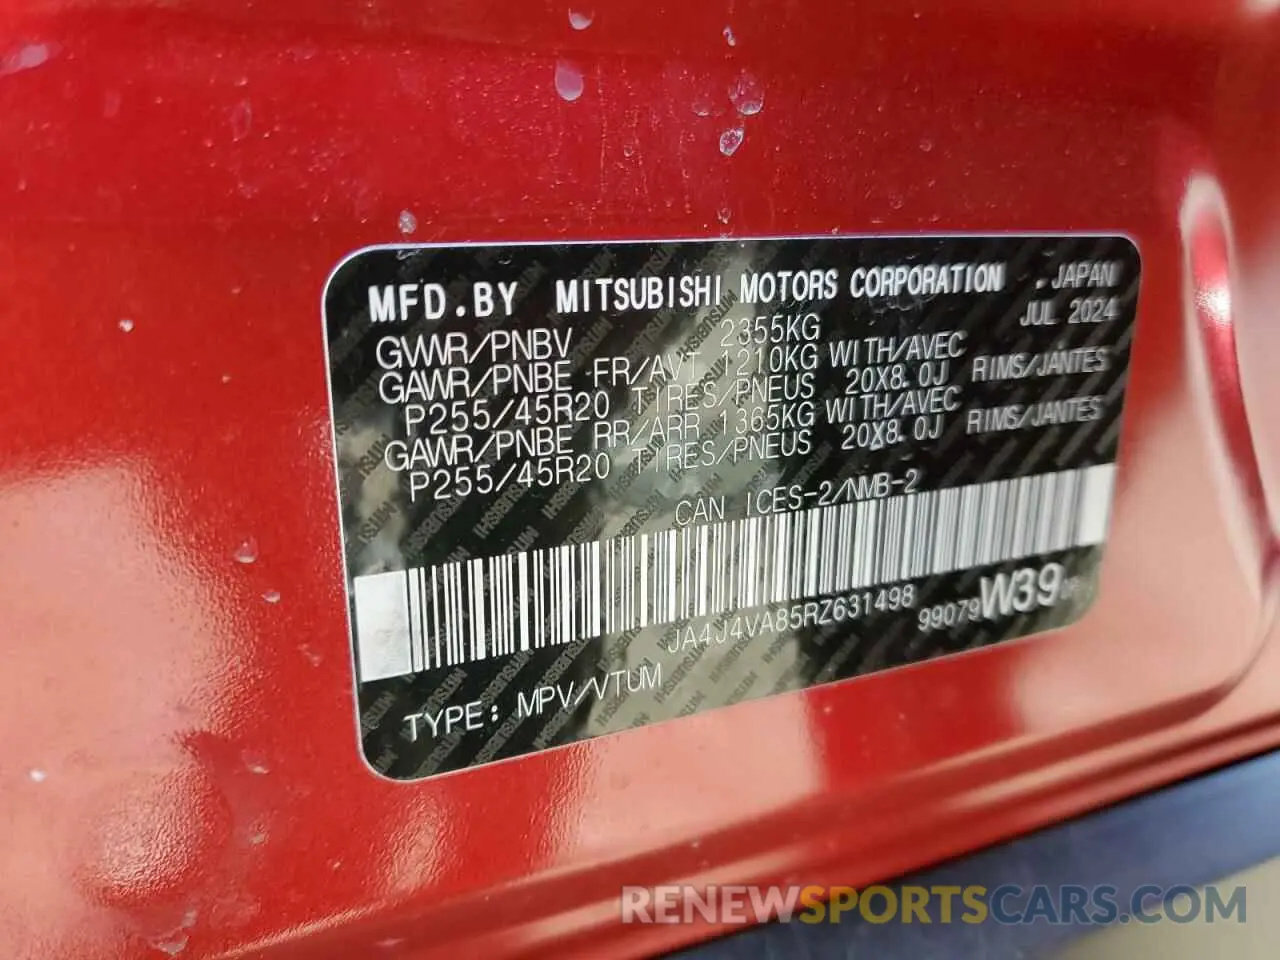 MFD.BY MITSUBISHI MOTORS CORPORATION .JAPAN
GVWR/PNBV 2355KG JUL 2024
GAWR/PNBE FR/AVT 1210KG WITH/AVEC
P255/45R20 TIRES/PNEUS 20X8.0J RIMS/JANTES
GAWR/PNBE RR/ARR 1365KG WITH/AVEC
P255/45R20 TIRES/PNEUS 20X8.0J RIMS/JANTES
CAN ICES-2/NMB-2
JA4J4VA85RZ631498 99079 W39
TYPE: MPV/VTUM
RENEWSPORTSCARS.COM